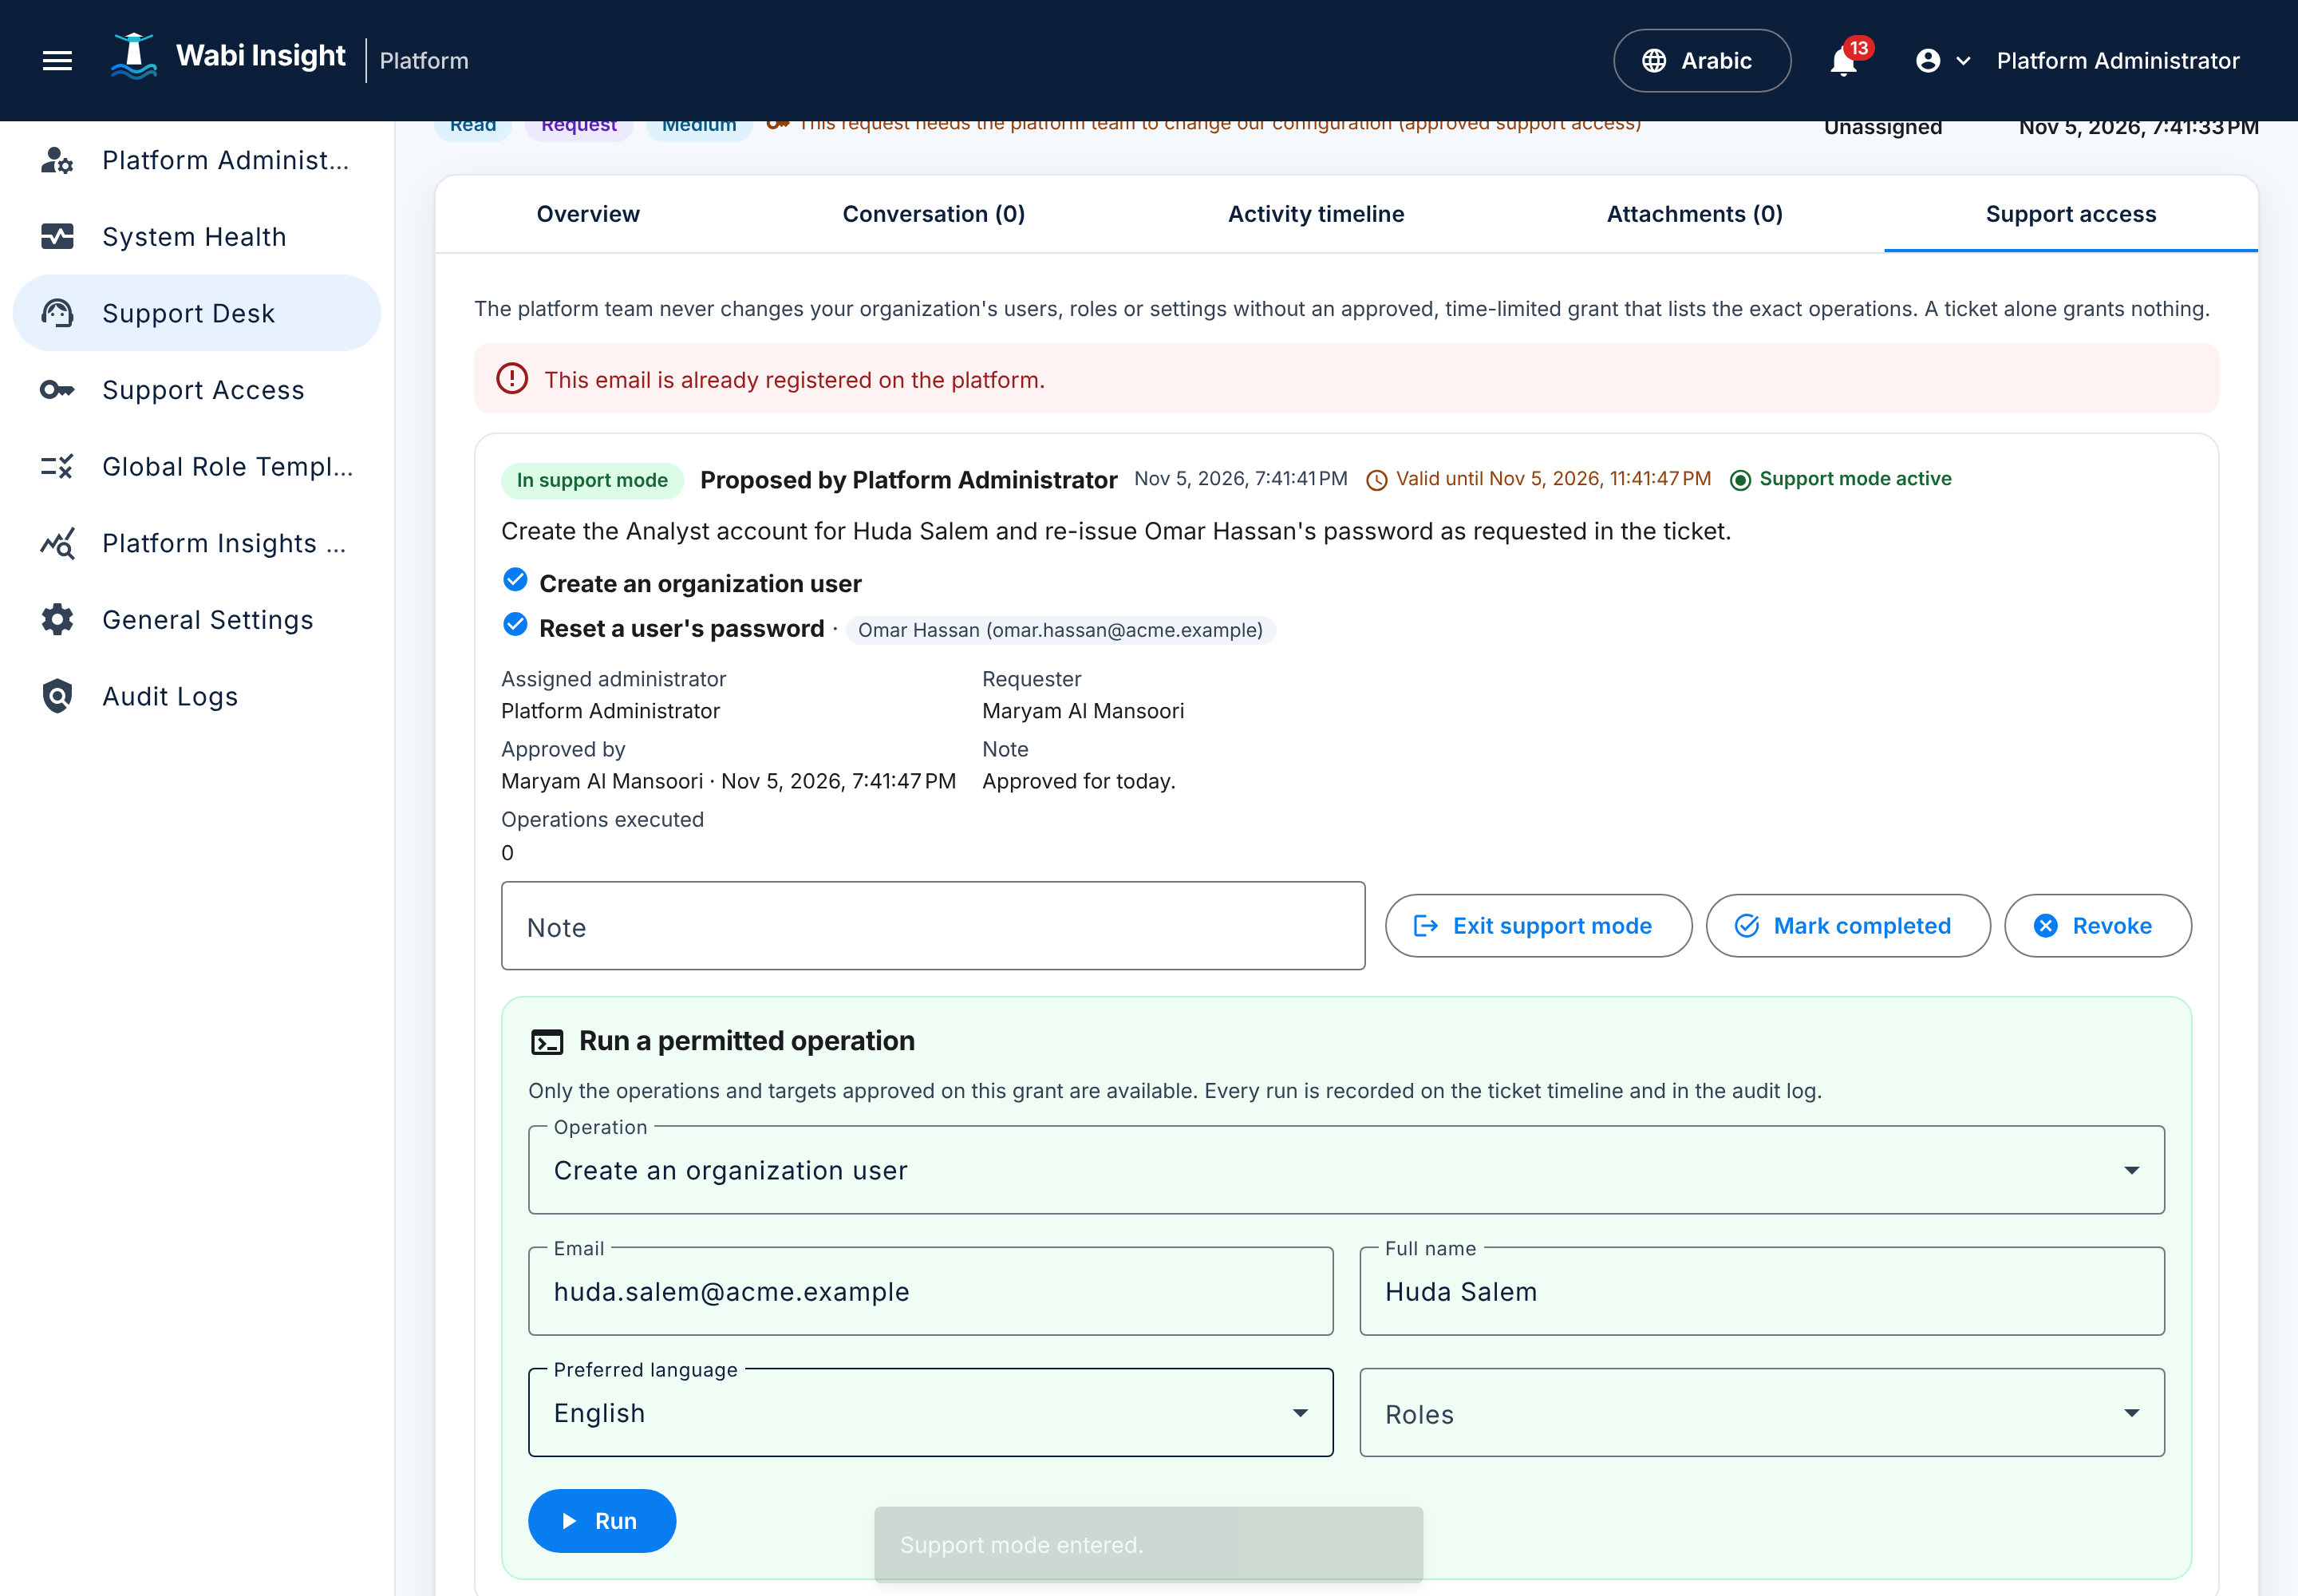 Wabi Insight
Platform
Arabic
13
Platform Administrator
Platform Administ...
System Health
Support Desk
Support Access
Global Role Templ...
Platform Insights ...
General Settings
Audit Logs
Read
Request
Medium
This request needs the platform team to change our configuration (approved support access)
Unassigned
Nov 5, 2026, 7:41:33 PM
Overview
Conversation (0)
Activity timeline
Attachments (0)
Support access
The platform team never changes your organization's users, roles or settings without an approved, time-limited grant that lists the exact operations. A ticket alone grants nothing.
This email is already registered on the platform.
In support mode
Proposed by Platform Administrator
Nov 5, 2026, 7:41:41 PM
Valid until Nov 5, 2026, 11:41:47 PM
Support mode active
Create the Analyst account for Huda Salem and re-issue Omar Hassan's password as requested in the ticket.
Create an organization user
Reset a user's password · Omar Hassan (omar.hassan@acme.example)
Assigned administrator
Platform Administrator
Requester
Maryam Al Mansoori
Approved by
Maryam Al Mansoori · Nov 5, 2026, 7:41:47 PM
Note
Approved for today.
Operations executed
0
Note
Exit support mode
Mark completed
Revoke
Run a permitted operation
Only the operations and targets approved on this grant are available. Every run is recorded on the ticket timeline and in the audit log.
Operation
Create an organization user
Email
huda.salem@acme.example
Full name
Huda Salem
Preferred language
English
Roles
Run
Support mode entered.